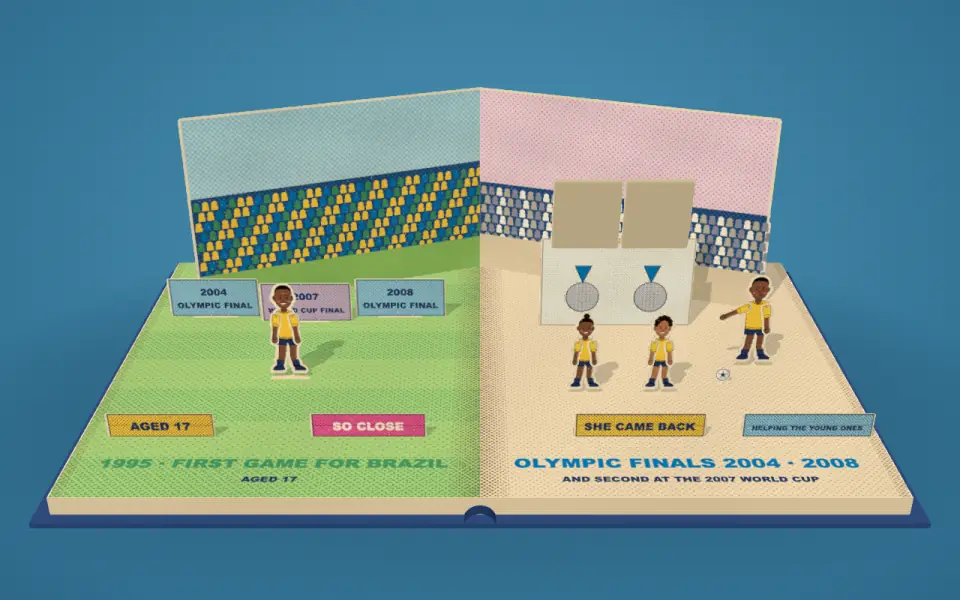 2004
OLYMPIC FINAL
2007
CUP FINAL
2008
OLYMPIC FINAL
AGED 17
SO CLOSE
1995 · FIRST GAME FOR BRAZIL
AGED 17
SHE CAME BACK
HELPING THE YOUNG ONES
OLYMPIC FINALS 2004 · 2008
AND SECOND AT THE 2007 WORLD CUP